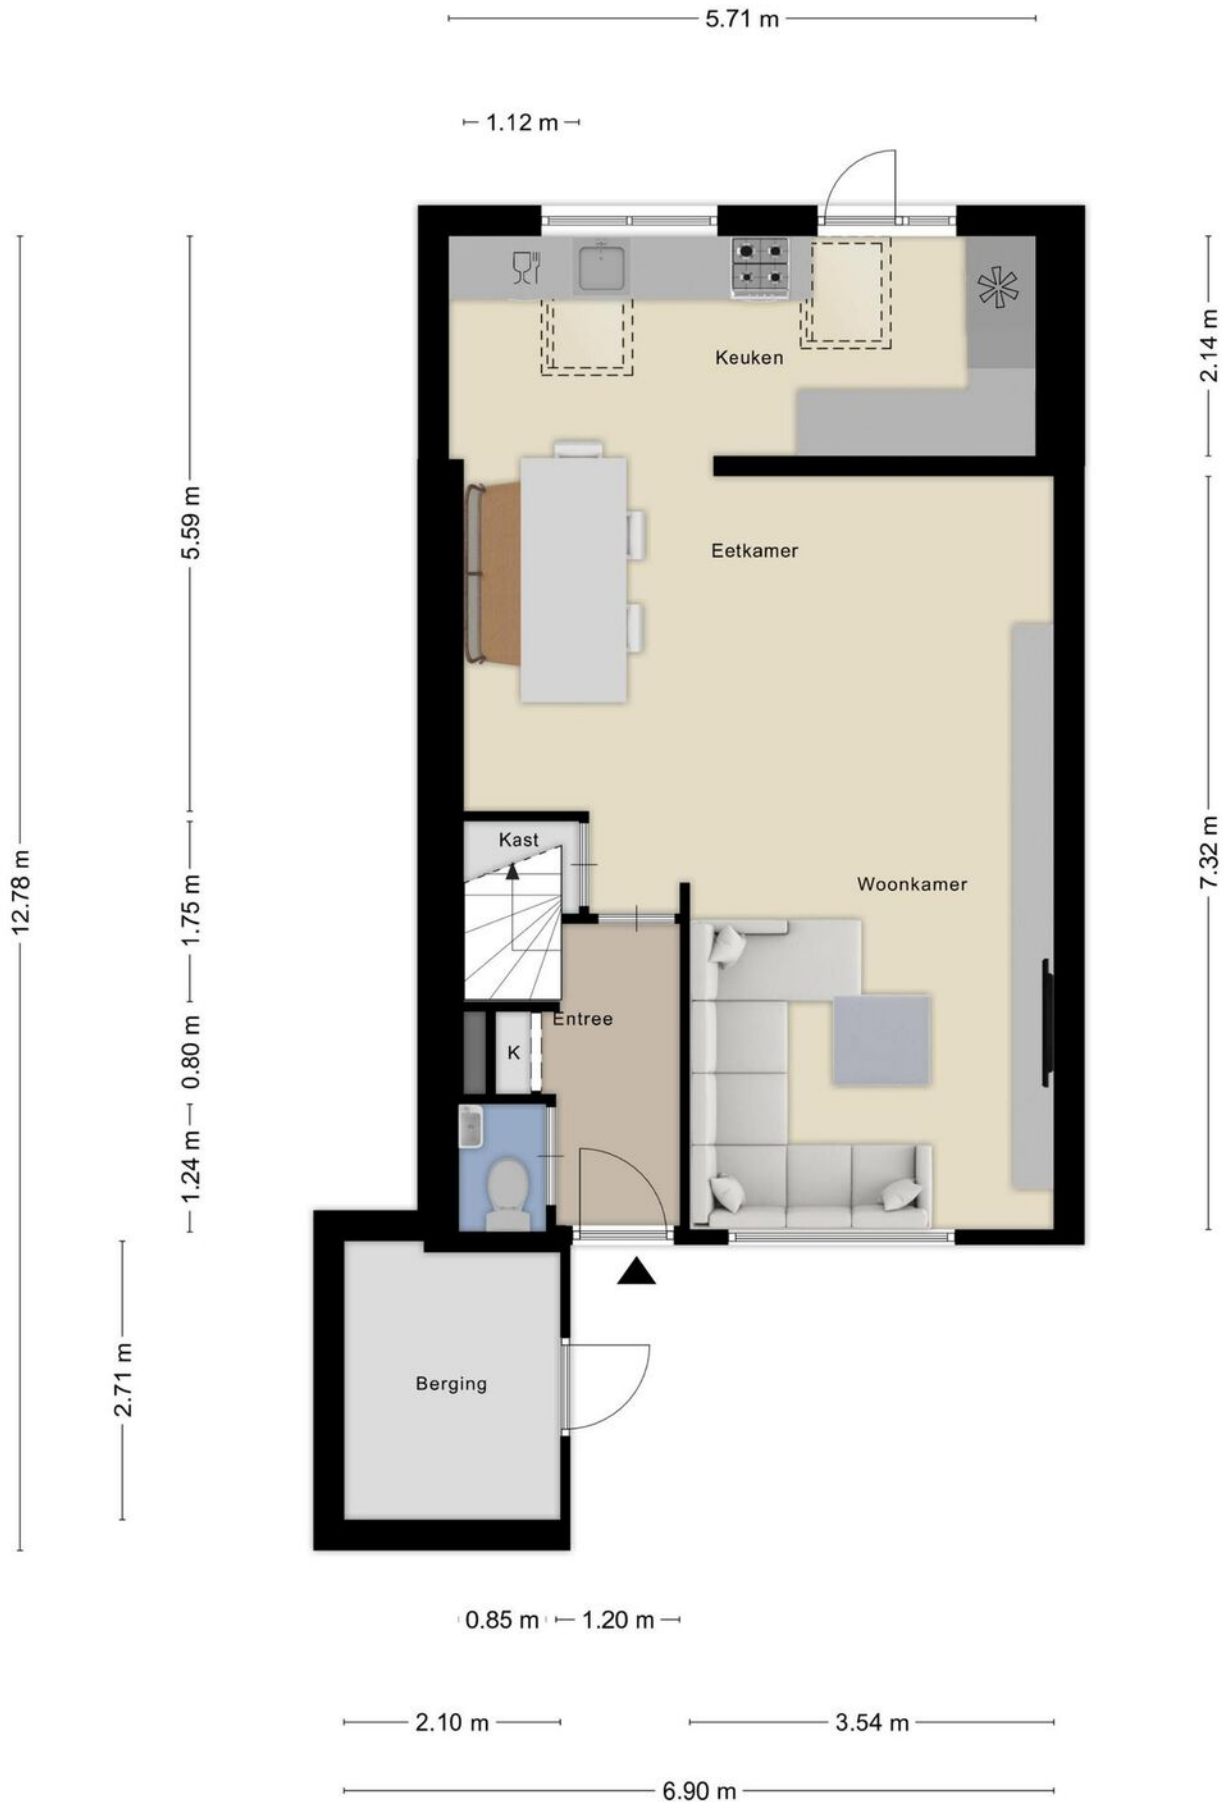 5.71 m
1.12 m
Keuken
2.14 m
5.59 m
Eetkamer
Kast
12.78 m
7.32 m
1.75 m
Woonkamer
Entree
0.80 m
K
1.24 m
2.71 m
Berging
0.85 m
1.20 m
2.10 m
3.54 m
6.90 m